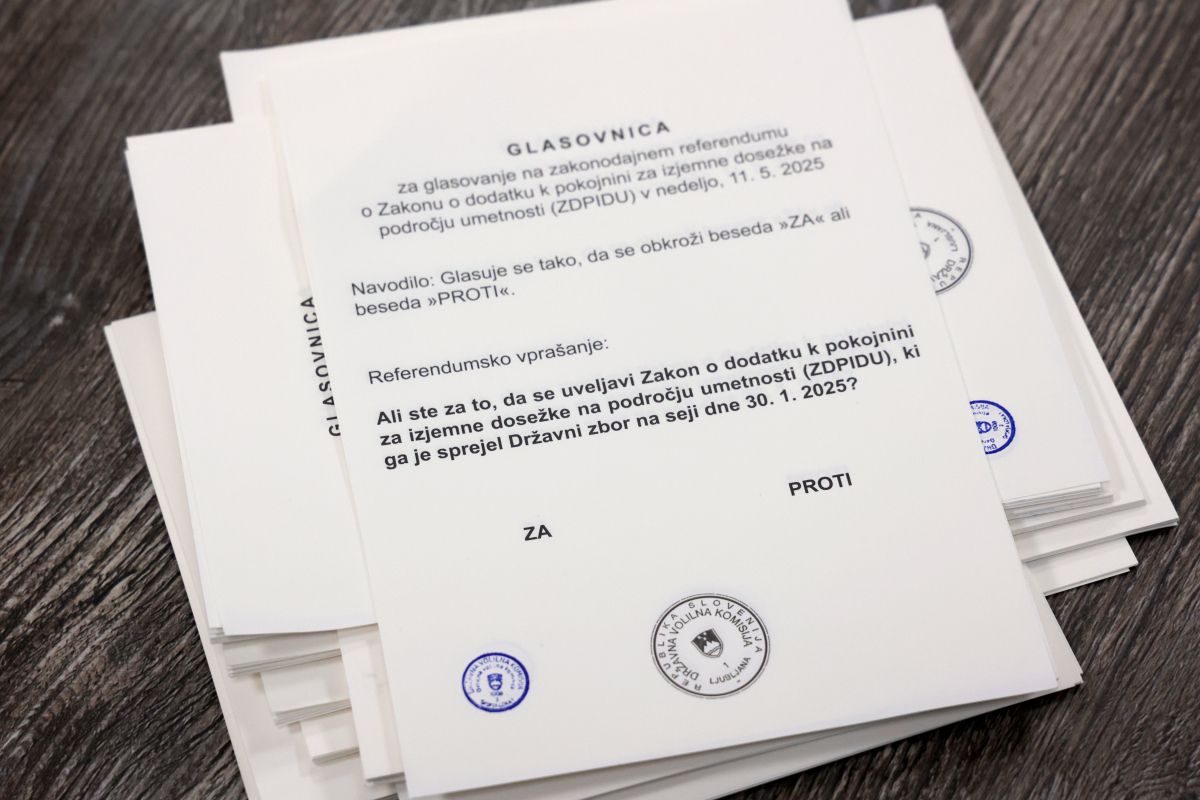 GLASOVNICA
za glasovanje na zakonodajnem referendumu
o Zakonu o dodatku k pokojnini za izjemne dosežke na
področju umetnosti (ZDPIDU) v nedeljo, 11. 5. 2025
Navodilo: Glasuje se tako, da se obkroži beseda »ZA« ali
beseda »PROTI«.
Referendumsko vprašanje:
Ali ste za to, da se uveljavi Zakon o dodatku k pokojnini
za izjemne dosežke na področju umetnosti (ZDPIDU), ki
ga je sprejel Državni zbor na seji dne 30. 1. 2025?
ZA
PROTI
REPUBLIKA SLOVENIJA
DRŽAVNA VOLILNA KOMISIJA
1
LJUBLJANA
VOLILNA KOMISIJA
GLASOVNICA